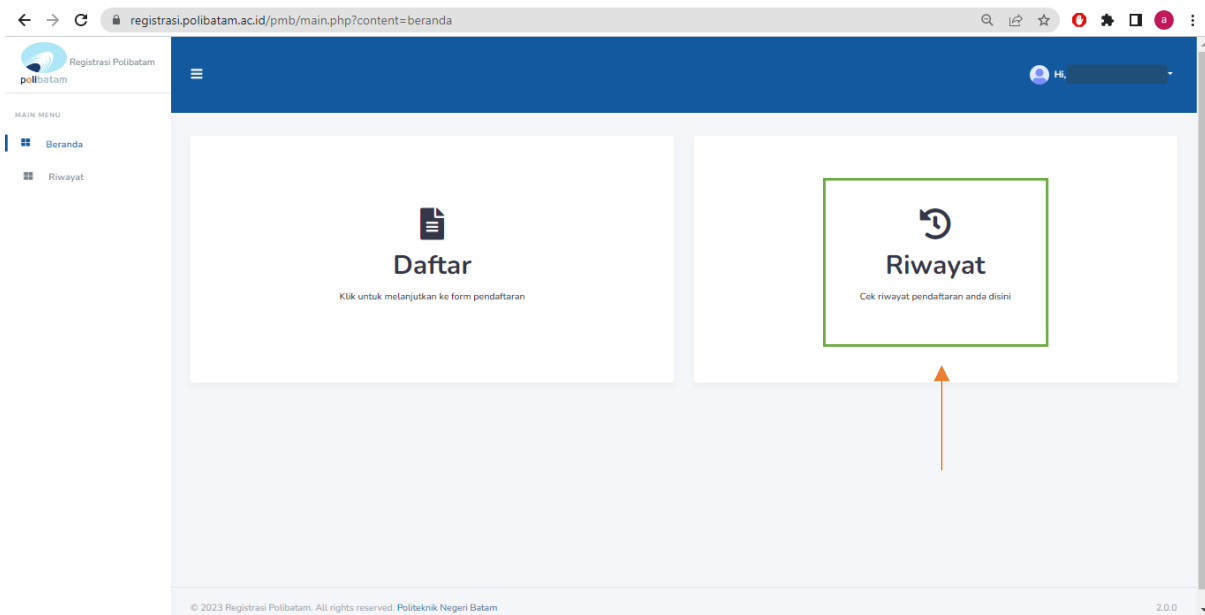 registrasi.polibatam.ac.id/pmb/main.php?content=beranda
a
Registrasi Polibatam
polibatam
Hi,
MAIN MENU
Beranda
Riwayat
Daftar
Klik untuk melanjutkan ke form pendaftaran
Riwayat
Cek riwayat pendaftaran anda disini
© 2023 Registrasi Polibatam. All rights reserved. Politeknik Negeri Batam
2.0.0